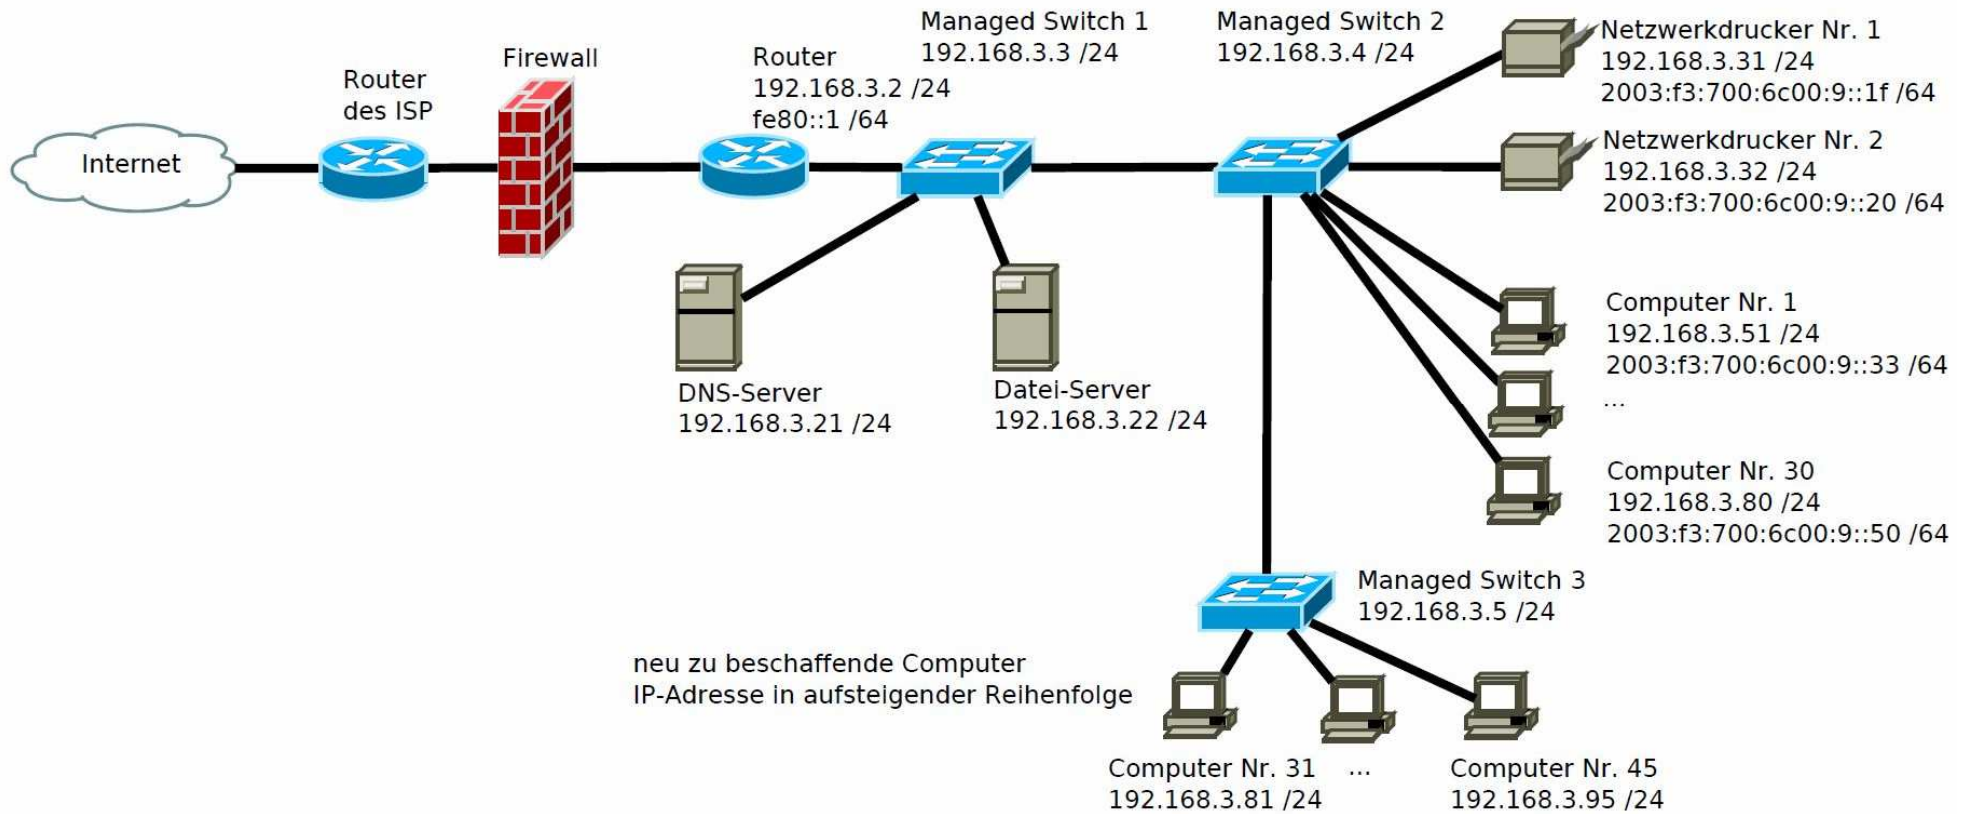 Internet
Router
des ISP
Firewall
Router
192.168.3.2 /24
fe80::1 /64
Managed Switch 1
192.168.3.3 /24
Managed Switch 2
192.168.3.4 /24
Netzwerkdrucker Nr. 1
192.168.3.31 /24
2003:f3:700:6c00:9::1f /64
Netzwerkdrucker Nr. 2
192.168.3.32 /24
2003:f3:700:6c00:9::20 /64
DNS-Server
192.168.3.21 /24
Datei-Server
192.168.3.22 /24
Computer Nr. 1
192.168.3.51 /24
2003:f3:700:6c00:9::33 /64
...
Computer Nr. 30
192.168.3.80 /24
2003:f3:700:6c00:9::50 /64
Managed Switch 3
192.168.3.5 /24
neu zu beschaffende Computer
IP-Adresse in aufsteigender Reihenfolge
Computer Nr. 31
192.168.3.81 /24
...
Computer Nr. 45
192.168.3.95 /24